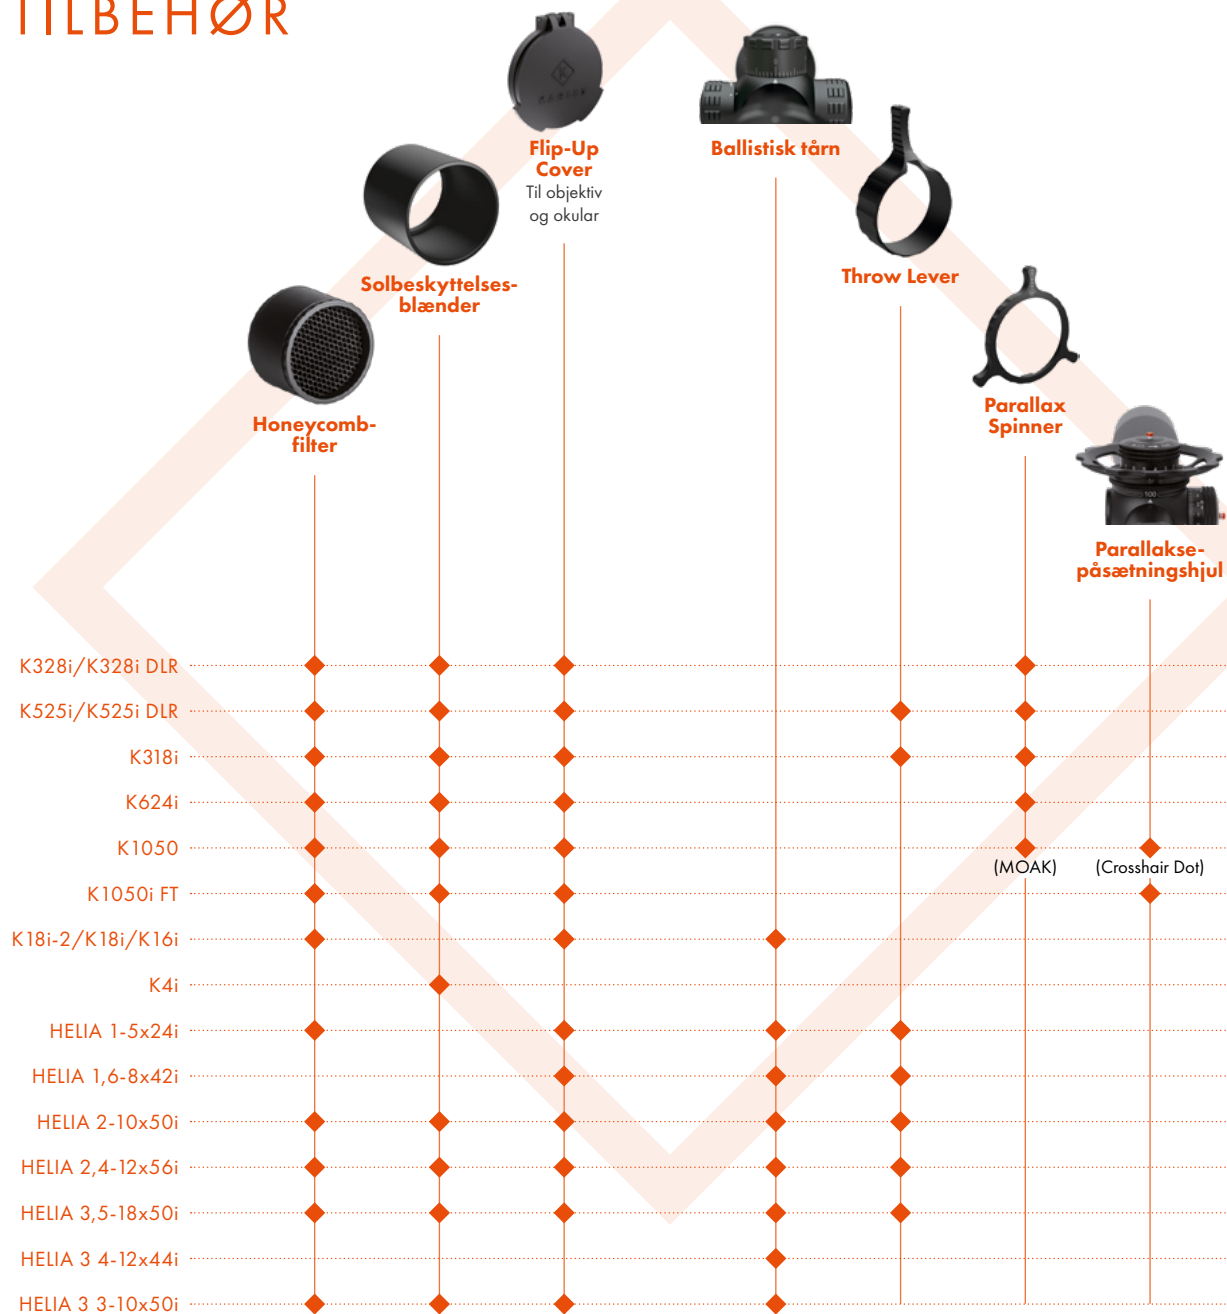 TILBEHØR
KAHLES
Flip-Up
Cover
Til objektiv
og okular
Ballistisk tårn
Throw Lever
Solbeskyttelses-
blænder
Honeycomb-
filter
Parallax
Spinner
100
Parallakse-
påsætningshjul
K328i/K328i DLR
K525i/K525i DLR
K318i
K624i
K1050
(MOAK)
(Crosshair Dot)
K1050i FT
K18i-2/K18i/K16i
K4i
HELIA 1-5x24i
HELIA 1,6-8x42i
HELIA 2-10x50i
HELIA 2,4-12x56i
HELIA 3,5-18x50i
HELIA 3 4-12x44i
HELIA 3 3-10x50i